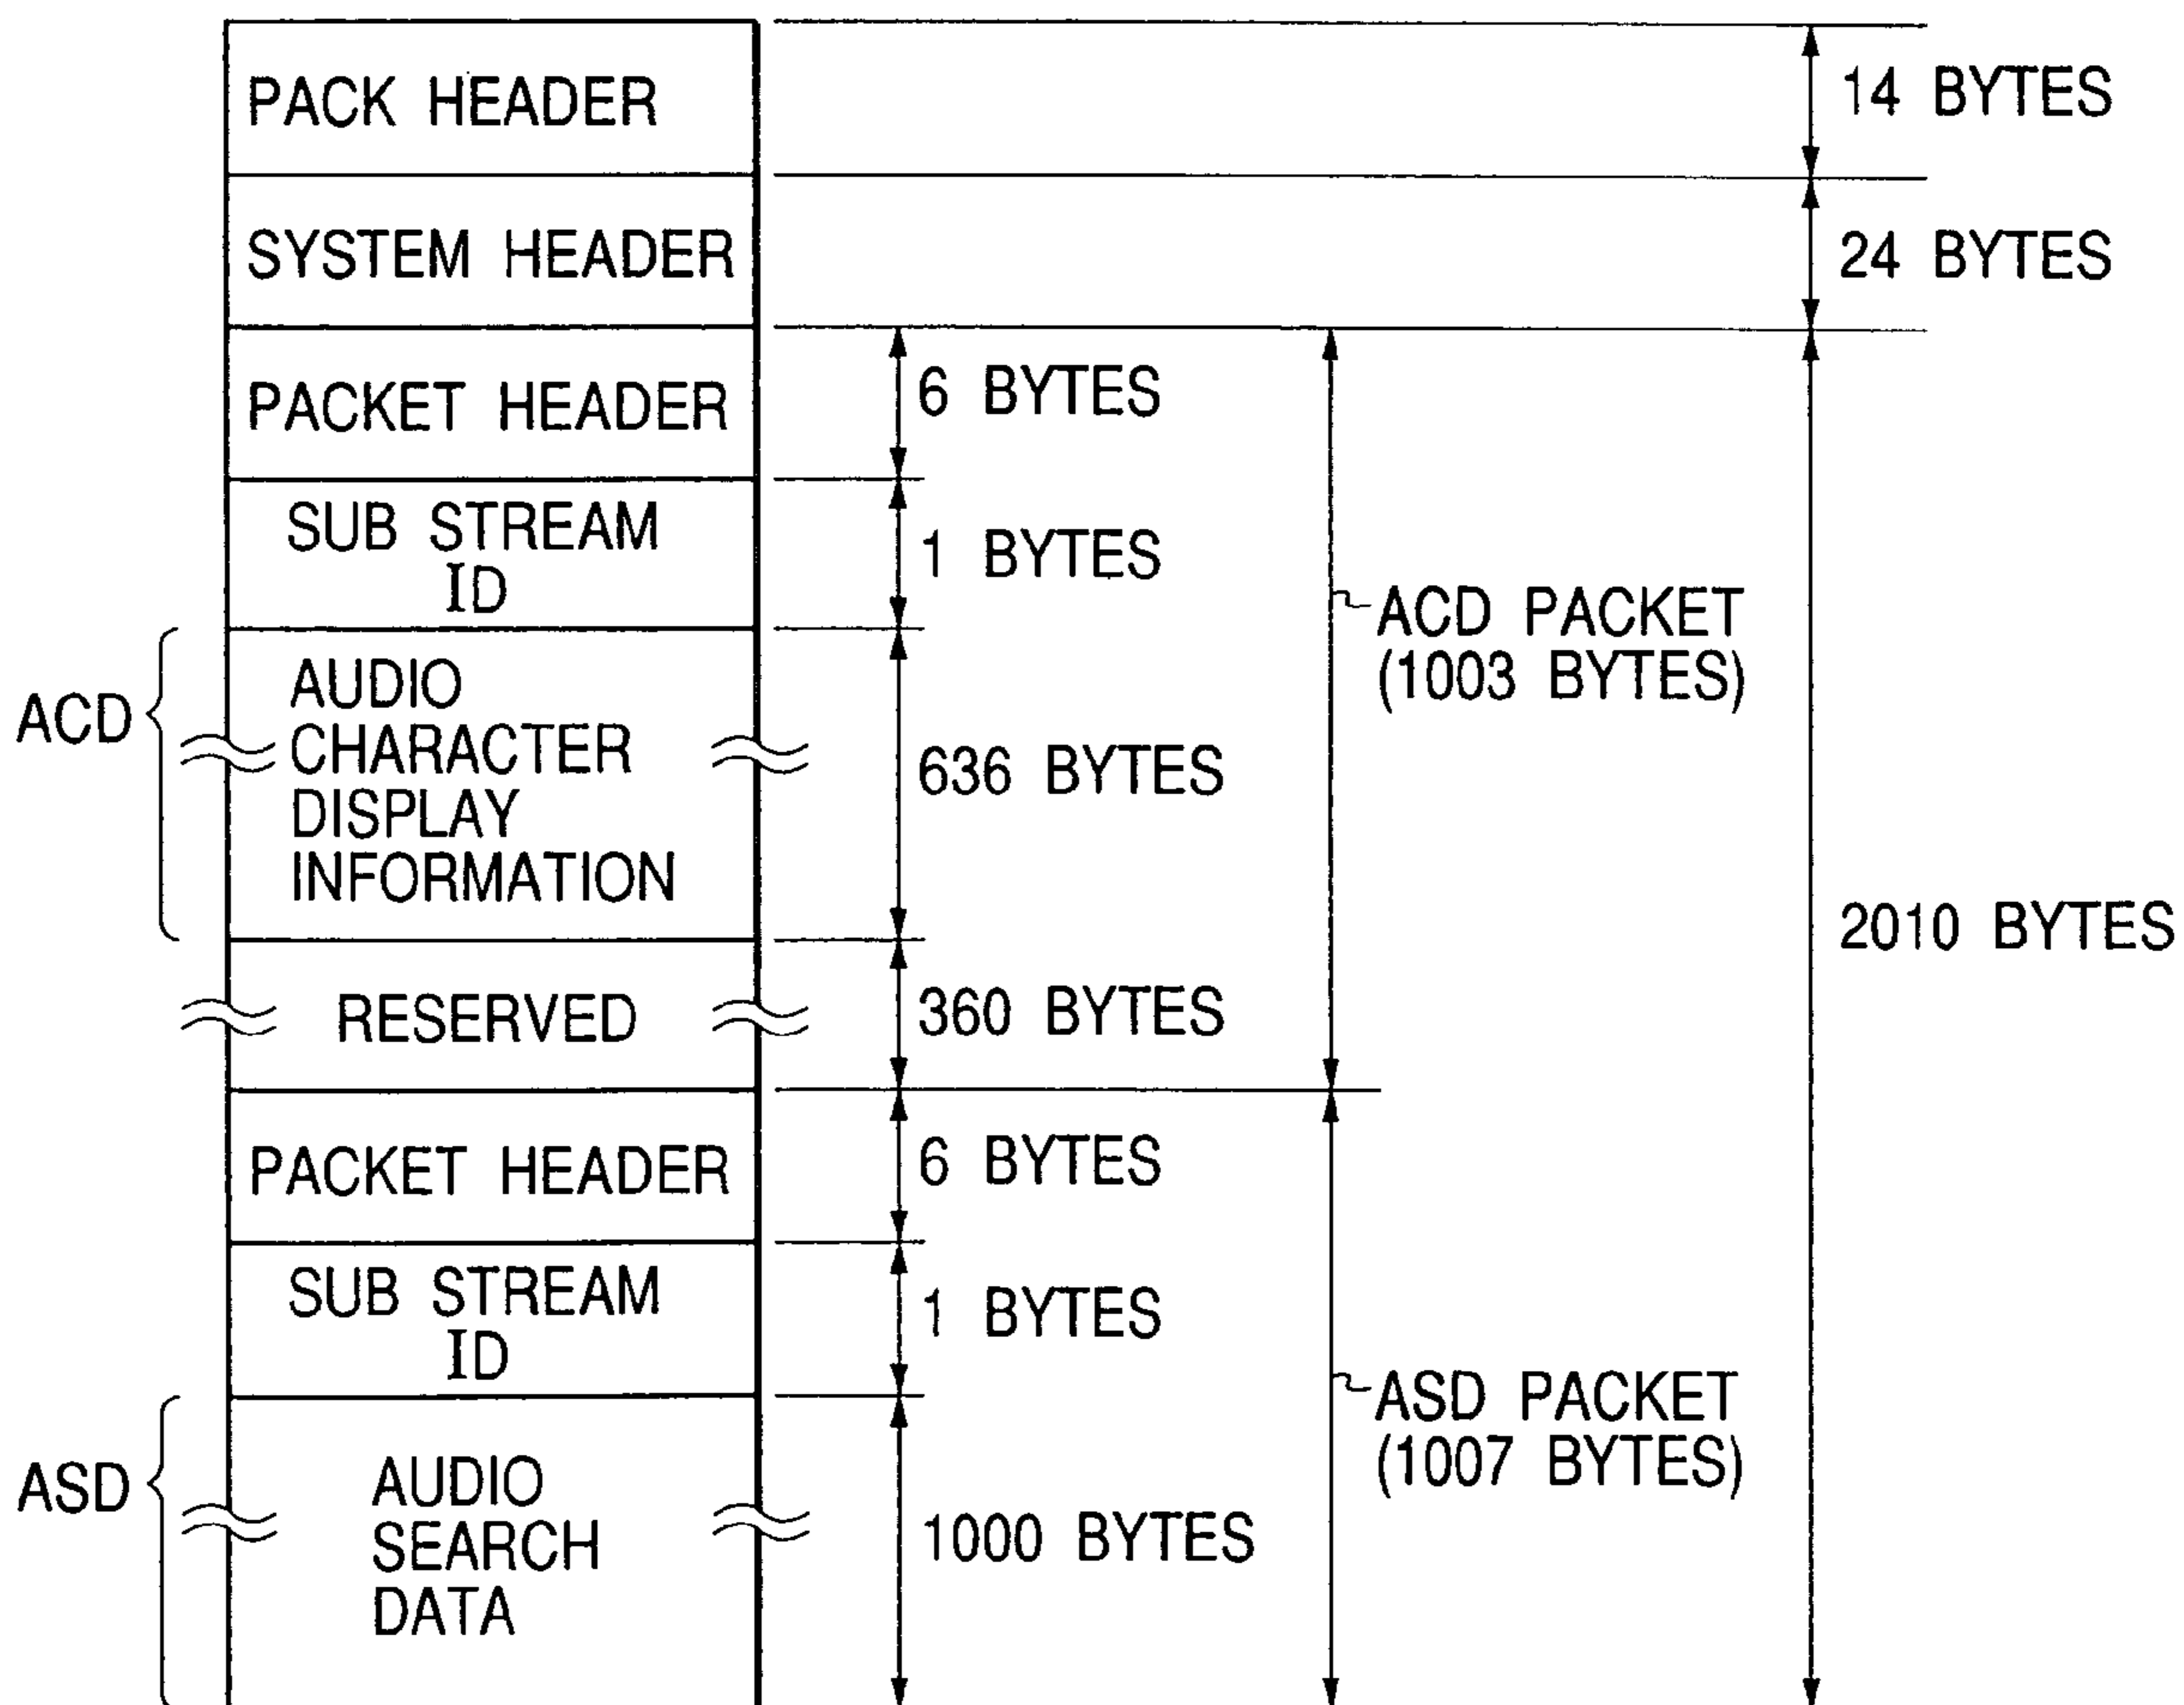 PACK HEADER
14 BYTES
SYSTEM HEADER
24 BYTES
PACKET HEADER
6 BYTES
SUB STREAM
ID
1 BYTES
ACD PACKET
(1003 BYTES)
ACD
AUDIO
CHARACTER
DISPLAY
INFORMATION
636 BYTES
2010 BYTES
RESERVED
360 BYTES
PACKET HEADER
6 BYTES
SUB STREAM
ID
1 BYTES
ASD PACKET
(1007 BYTES)
ASD
AUDIO
SEARCH
DATA
1000 BYTES